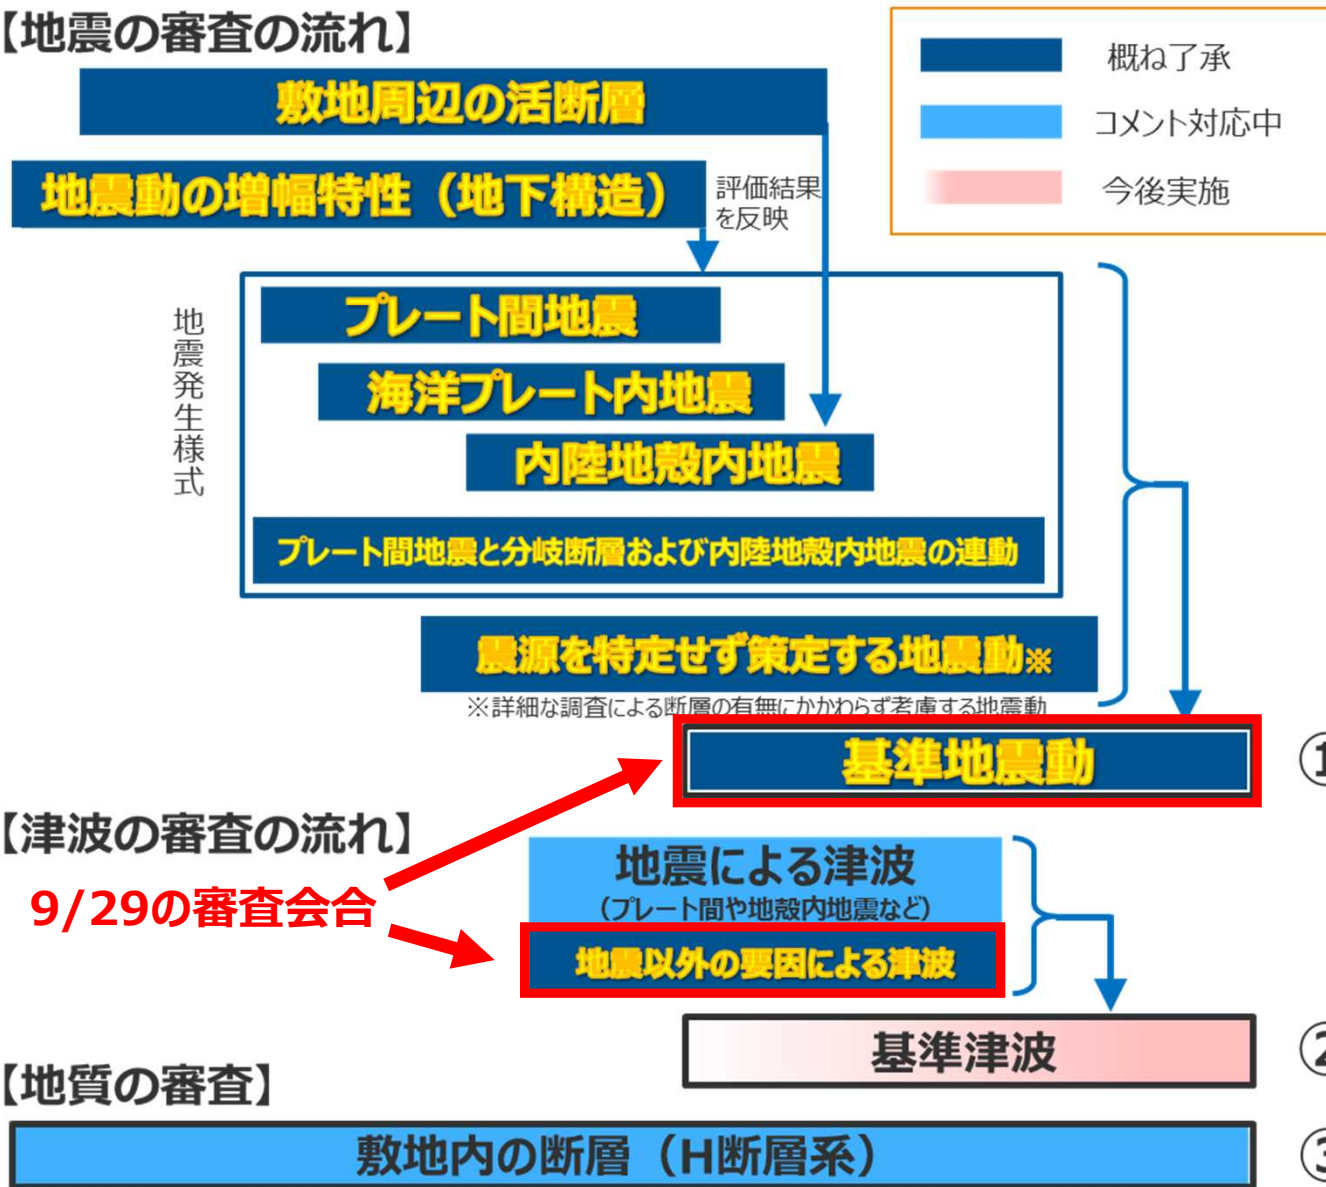 【地震の審査の流れ】
概ね了承
コメント対応中
今後実施
敷地周辺の活断層
地震動の増幅特性（地下構造）
評価結果
を反映
地震発生様式
プレート間地震
海洋プレート内地震
内陸地殻内地震
プレート間地震と分岐断層および内陸地殻内地震の連動
震源を特定せず策定する地震動※
※詳細な調査による断層の有無にかかわらず考慮する地震動
基準地震動
①
【津波の審査の流れ】
9/29の審査会合
地震による津波
（プレート間や地殻内地震など）
地震以外の要因による津波
基準津波
②
【地質の審査】
敷地内の断層（H断層系）
③